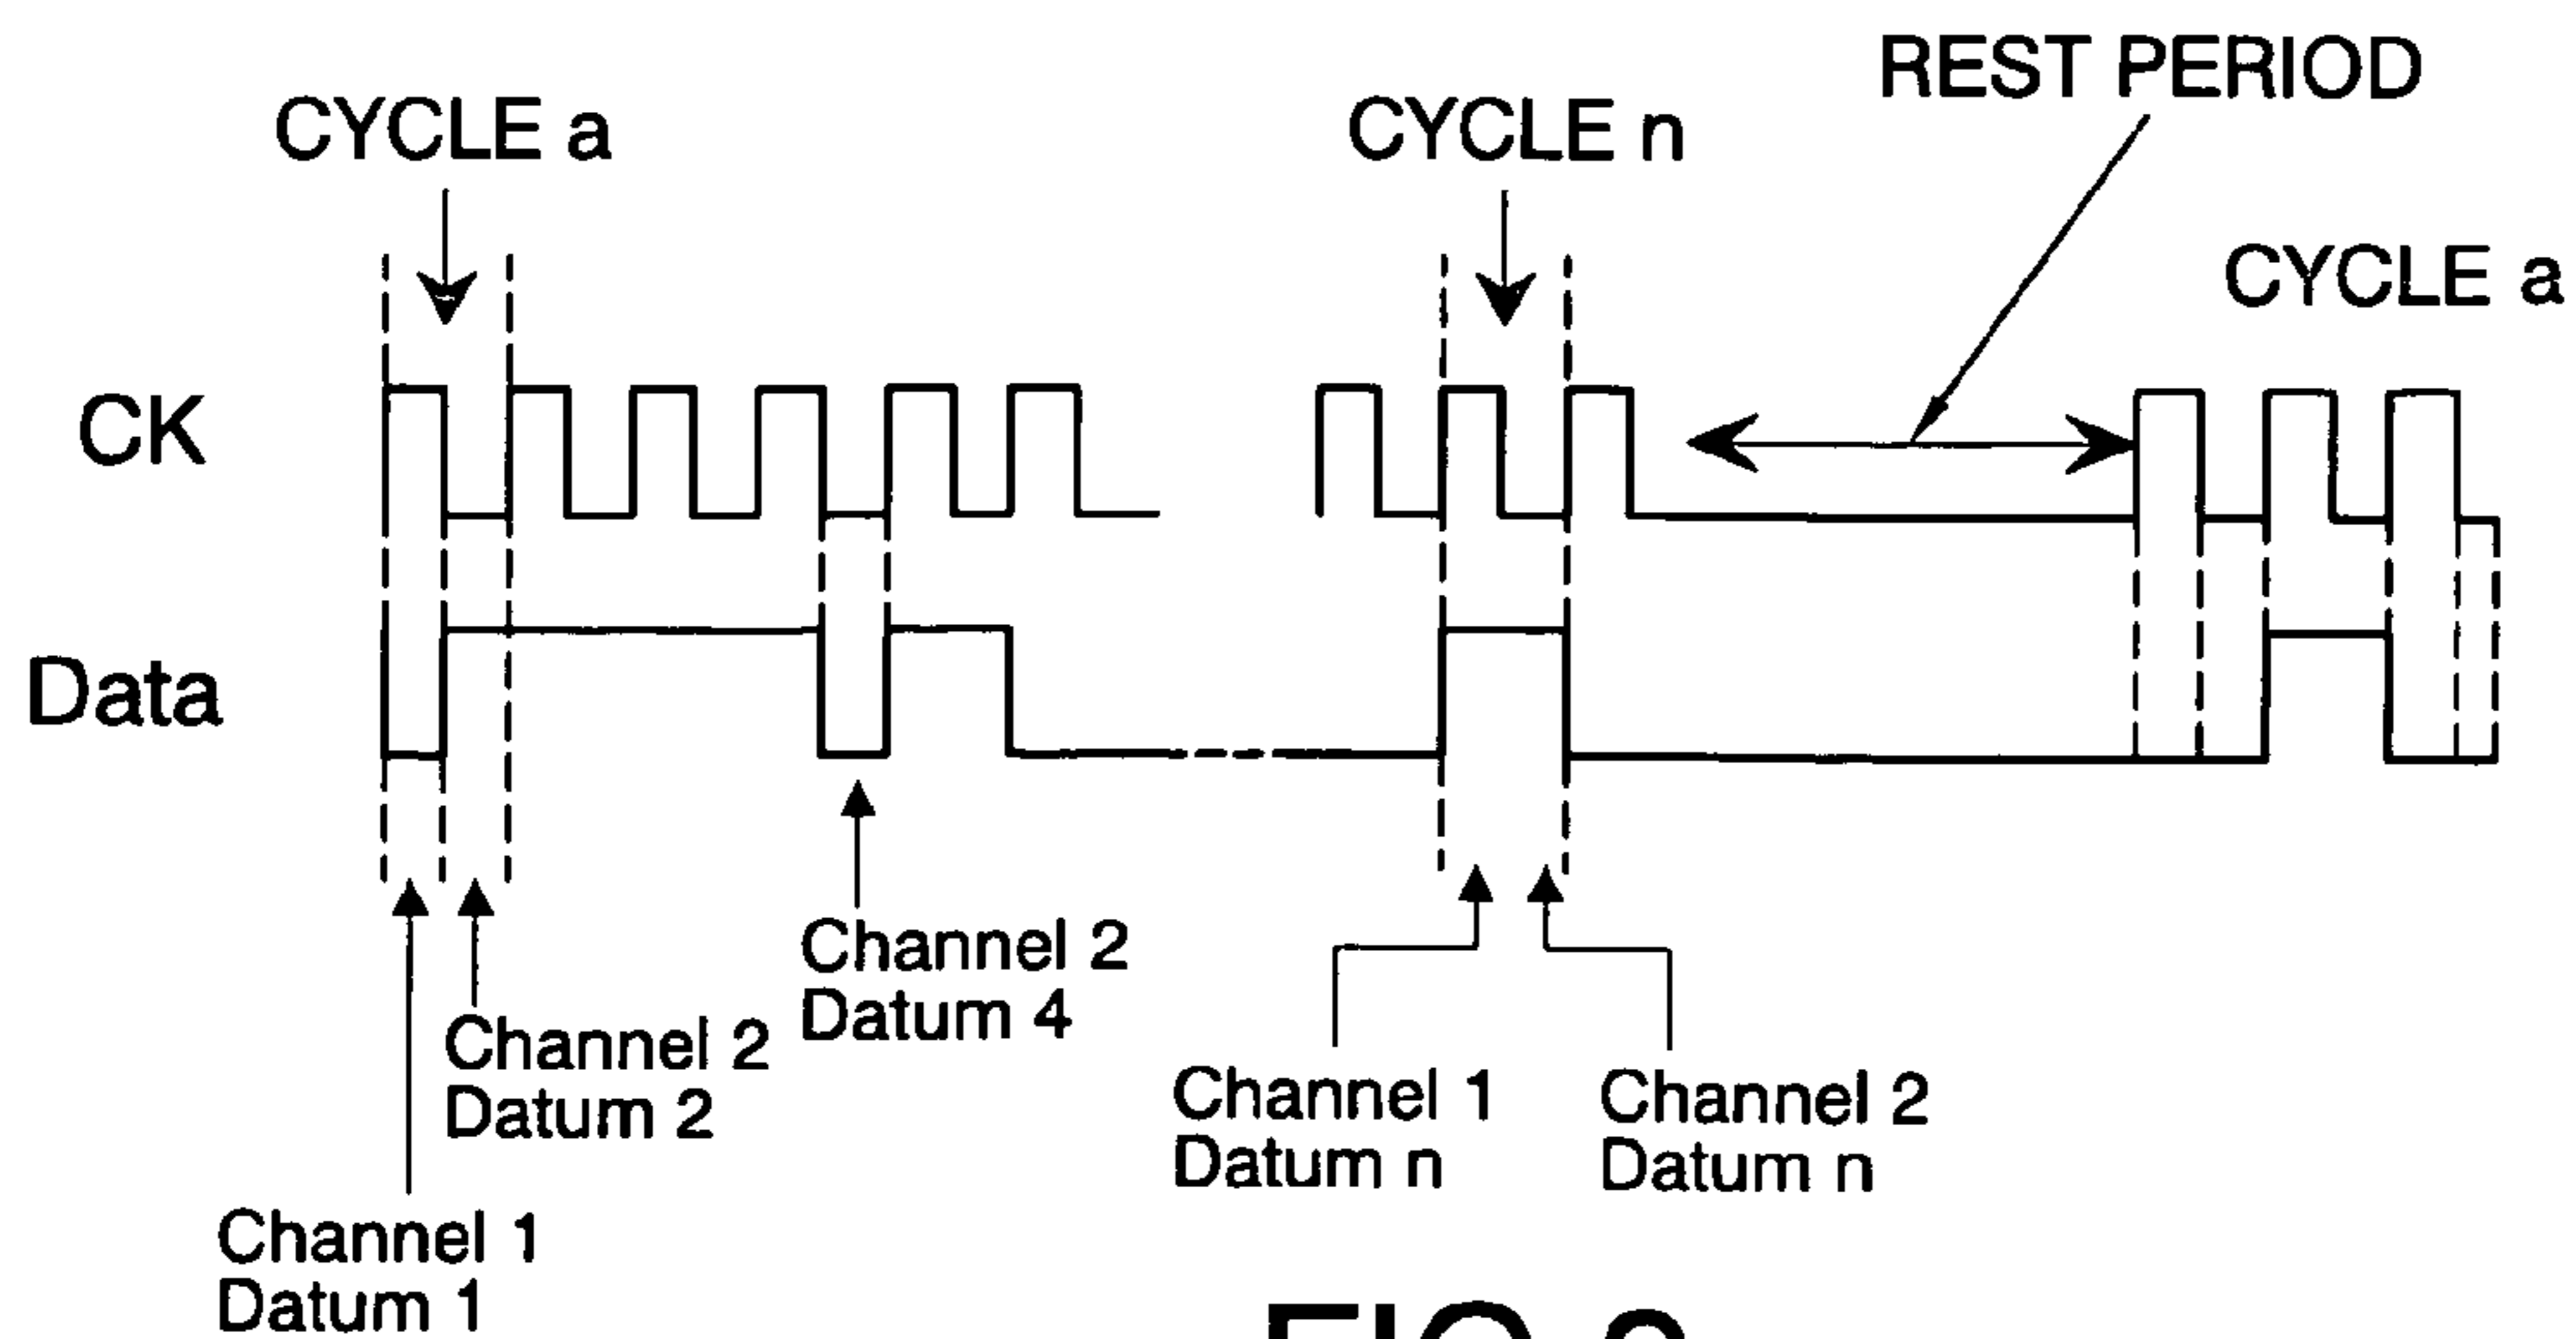 REST PERIOD
CYCLE a
CYCLE n
CYCLE a
CK
Data
Channel 2
Datum 4
Channel 2
Datum 2
Channel 1
Datum n
Channel 2
Datum n
Channel 1
Datum 1